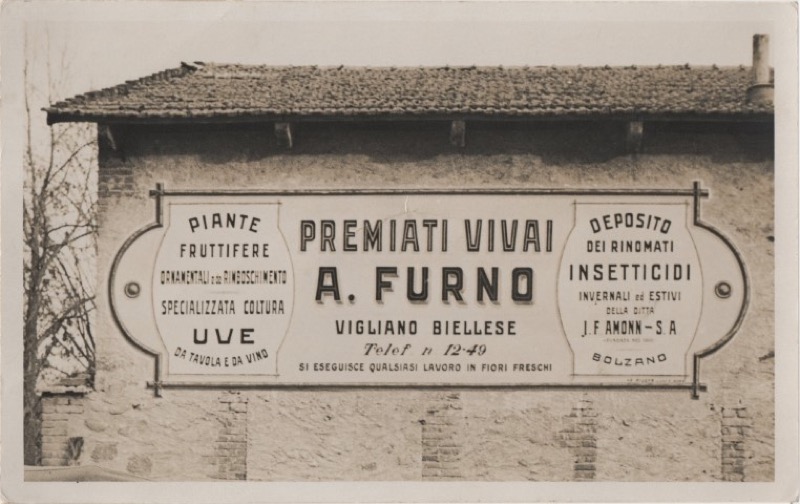 PIANTE
FRUTTIFERE
ORNAMENTALI e da RIMBOSCHIMENTO
SPECIALIZZATA COLTURA
UVE
DA TAVOLA E DA VINO
PREMIATI VIVAI
A. FURNO
VIGLIANO BIELLESE
Telef. n 12-49
SI ESEGUISCE QUALSIASI LAVORO IN FIORI FRESCHI
DEPOSITO
DEI RINOMATI
INSETTICIDI
INVERNALI ed ESTIVI
DELLA DITTA
J. F AMONN - S. A
BOLZANO